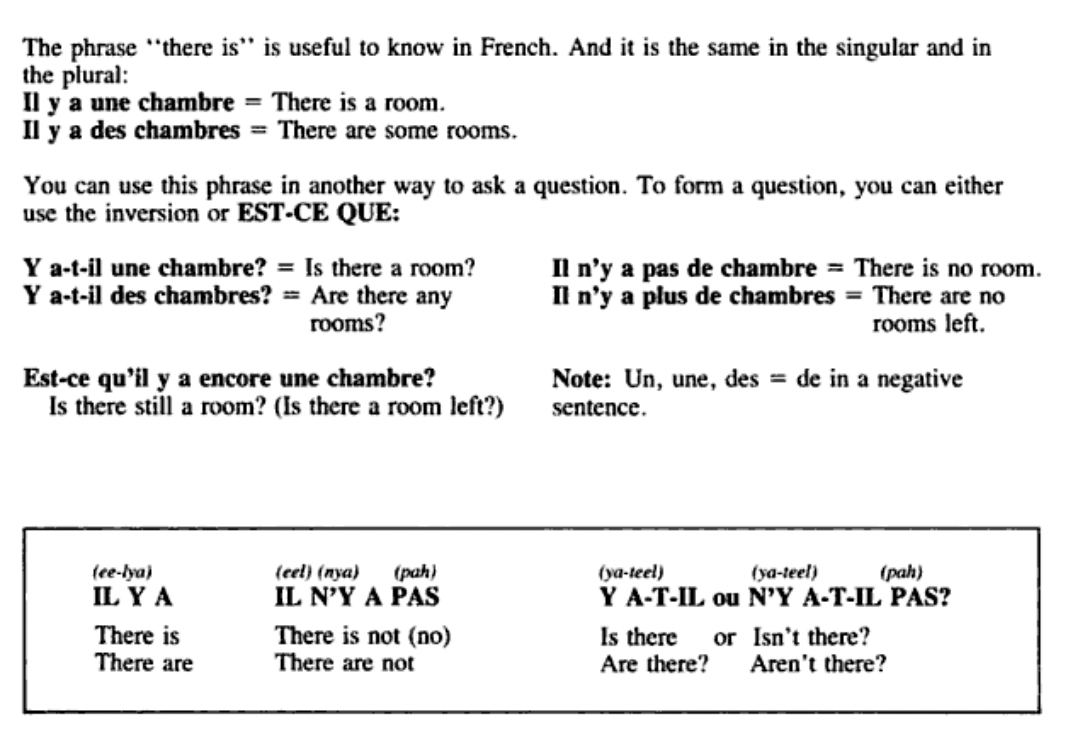 The phrase “there is” is useful to know in French. And it is the same in the singular and in
the plural:
Il y a une chambre = There is a room.
Il y a des chambres = There are some rooms.
You can use this phrase in another way to ask a question. To form a question, you can either
use the inversion or EST-CE QUE:
Y a-t-il une chambre? = Is there a room?
Y a-t-il des chambres? = Are there any
rooms?
Est-ce qu’il y a encore une chambre?
Is there still a room? (Is there a room left?)
Il n’y a pas de chambre = There is no room.
Il n’y a plus de chambres = There are no
rooms left.
Note: Un, une, des = de in a negative
sentence.
(ee-lya)
IL Y A
There is
There are
(eel) (nya) (pah)
IL N’Y A PAS
There is not (no)
There are not
(ya-teel) (ya-teel) (pah)
Y A-T-IL ou N’Y A-T-IL PAS?
Is there or Isn’t there?
Are there? Aren’t there?